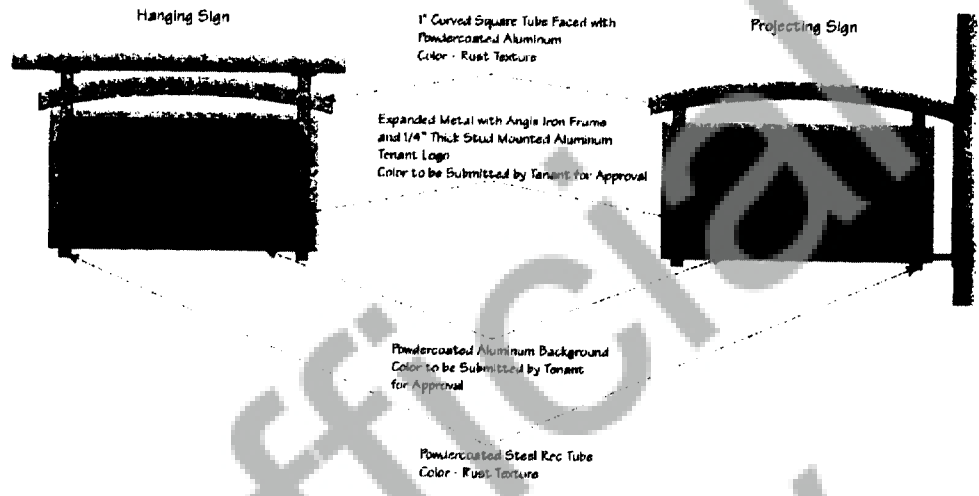 Hanging Sign
1" Curved Square Tube Faced with
Powdercoated Aluminum
Color - Rust Texture
Projecting Sign
Expanded Metal with Angle Iron Frame
and 1/4" Thick Stud Mounted Aluminum
Tenant Logo
Color to be Submitted by Tenant for Approval
Powdercoated Aluminum Background
Color to be Submitted by Tenant
for Approval
Powdercoated Steel Rec Tube
Color - Rust Texture